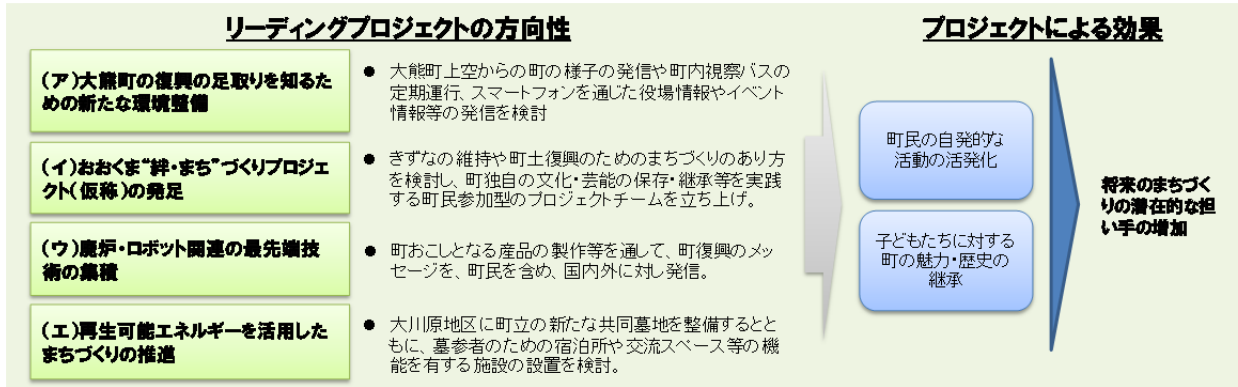 リーディングプロジェクトの方向性
プロジェクトによる効果
(ア)大熊町の復興の足取りを知るた
めの新たな環境整備
● 大熊町上空からの町の様子の発信や町内視察バスの
定期運行、スマートフォンを通じた役場情報やイベント
情報等の発信を検討
(イ)おおくま“絆・まち”づくりプロジェ
クト(仮称)の発足
● きずなの維持や町土復興のためのまちづくりのあり方
を検討し、町独自の文化・芸能の保存・継承等を実践
する町民参加型のプロジェクトチームを立ち上げ。
(ウ)廃炉・ロボット関連の最先端技
術の集積
● 町おこしとなる産品の製作等を通して、町復興のメッ
セージを、町民を含め、国内外に対し発信。
(エ)再生可能エネルギーを活用した
まちづくりの推進
● 大川原地区に町立の新たな共同墓地を整備するとと
もに、墓参者のための宿泊所や交流スペース等の機
能を有する施設の設置を検討。
町民の自発的な
活動の活発化
子どもたちに対する
町の魅力・歴史の
継承
将来のまちづく
りの潜在的な担
い手の増加